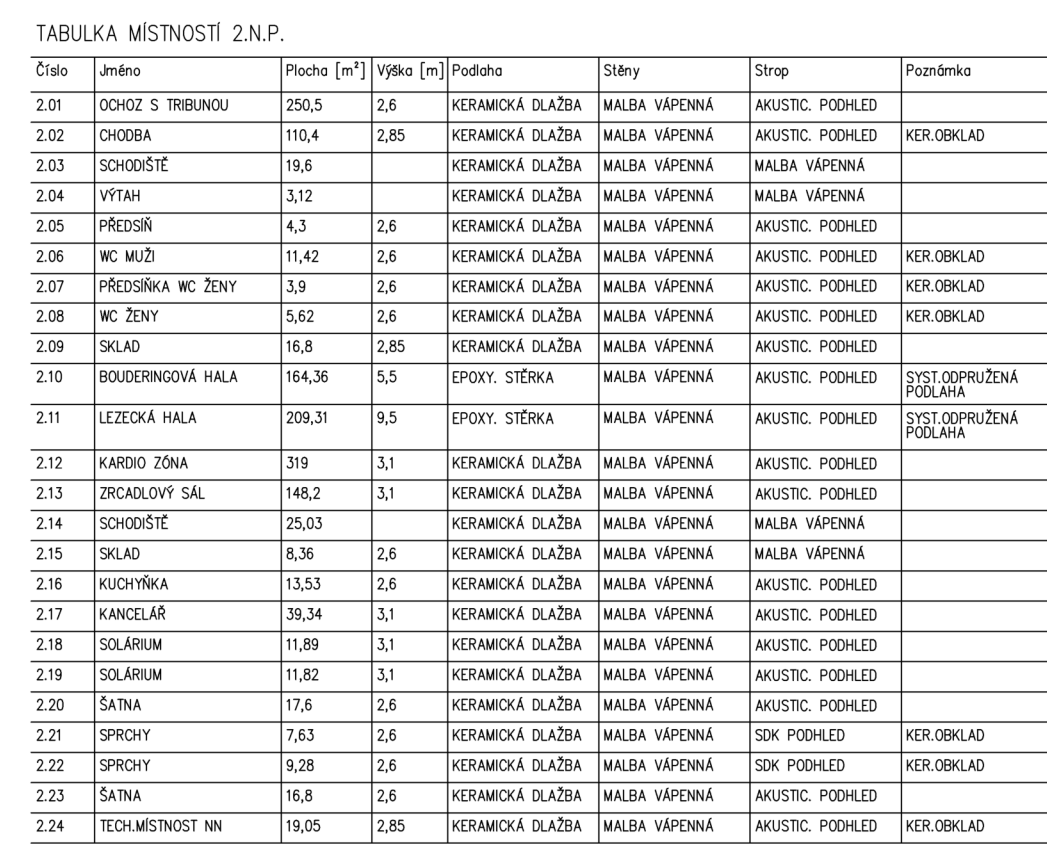 TABULKA MÍSTNOSTÍ 2.N.P.
Číslo Jméno Plocha [m²] Výška [m] Podlaha Stěny Strop Poznámka
2.01 OCHOZ S TRIBUNOU 250,5 2,6 KERAMICKÁ DLAŽBA MALBA VÁPENNÁ AKUSTIC. PODHLED
2.02 CHODBA 110,4 2,85 KERAMICKÁ DLAŽBA MALBA VÁPENNÁ AKUSTIC. PODHLED KER.OBKLAD
2.03 SCHODIŠTĚ 19,6 KERAMICKÁ DLAŽBA MALBA VÁPENNÁ MALBA VÁPENNÁ
2.04 VÝTAH 3,12 KERAMICKÁ DLAŽBA MALBA VÁPENNÁ MALBA VÁPENNÁ
2.05 PŘEDSÍŇ 4,3 2,6 KERAMICKÁ DLAŽBA MALBA VÁPENNÁ AKUSTIC. PODHLED
2.06 WC MUŽI 11,42 2,6 KERAMICKÁ DLAŽBA MALBA VÁPENNÁ AKUSTIC. PODHLED KER.OBKLAD
2.07 PŘEDSÍŇKA WC ŽENY 3,9 2,6 KERAMICKÁ DLAŽBA MALBA VÁPENNÁ AKUSTIC. PODHLED KER.OBKLAD
2.08 WC ŽENY 5,62 2,6 KERAMICKÁ DLAŽBA MALBA VÁPENNÁ AKUSTIC. PODHLED KER.OBKLAD
2.09 SKLAD 16,8 2,85 KERAMICKÁ DLAŽBA MALBA VÁPENNÁ AKUSTIC. PODHLED
2.10 BOUDERINGOVÁ HALA 164,36 5,5 EPOXY. STĚRKA MALBA VÁPENNÁ AKUSTIC. PODHLED SYST.ODPRUŽENÁ
PODLAHA
2.11 LEZECKÁ HALA 209,31 9,5 EPOXY. STĚRKA MALBA VÁPENNÁ AKUSTIC. PODHLED SYST.ODPRUŽENÁ
PODLAHA
2.12 KARDIO ZÓNA 319 3,1 KERAMICKÁ DLAŽBA MALBA VÁPENNÁ AKUSTIC. PODHLED
2.13 ZRCADLOVÝ SÁL 148,2 3,1 KERAMICKÁ DLAŽBA MALBA VÁPENNÁ AKUSTIC. PODHLED
2.14 SCHODIŠTĚ 25,03 KERAMICKÁ DLAŽBA MALBA VÁPENNÁ MALBA VÁPENNÁ
2.15 SKLAD 8,36 2,6 KERAMICKÁ DLAŽBA MALBA VÁPENNÁ MALBA VÁPENNÁ
2.16 KUCHYŇKA 13,53 2,6 KERAMICKÁ DLAŽBA MALBA VÁPENNÁ AKUSTIC. PODHLED
2.17 KANCELÁŘ 39,34 3,1 KERAMICKÁ DLAŽBA MALBA VÁPENNÁ AKUSTIC. PODHLED
2.18 SOLÁRIUM 11,89 3,1 KERAMICKÁ DLAŽBA MALBA VÁPENNÁ AKUSTIC. PODHLED
2.19 SOLÁRIUM 11,82 3,1 KERAMICKÁ DLAŽBA MALBA VÁPENNÁ AKUSTIC. PODHLED
2.20 ŠATNA 17,6 2,6 KERAMICKÁ DLAŽBA MALBA VÁPENNÁ AKUSTIC. PODHLED
2.21 SPRCHY 7,63 2,6 KERAMICKÁ DLAŽBA MALBA VÁPENNÁ SDK PODHLED KER.OBKLAD
2.22 SPRCHY 9,28 2,6 KERAMICKÁ DLAŽBA MALBA VÁPENNÁ SDK PODHLED KER.OBKLAD
2.23 ŠATNA 16,8 2,6 KERAMICKÁ DLAŽBA MALBA VÁPENNÁ AKUSTIC. PODHLED
2.24 TECH.MÍSTNOST NN 19,05 2,85 KERAMICKÁ DLAŽBA MALBA VÁPENNÁ AKUSTIC. PODHLED KER.OBKLAD